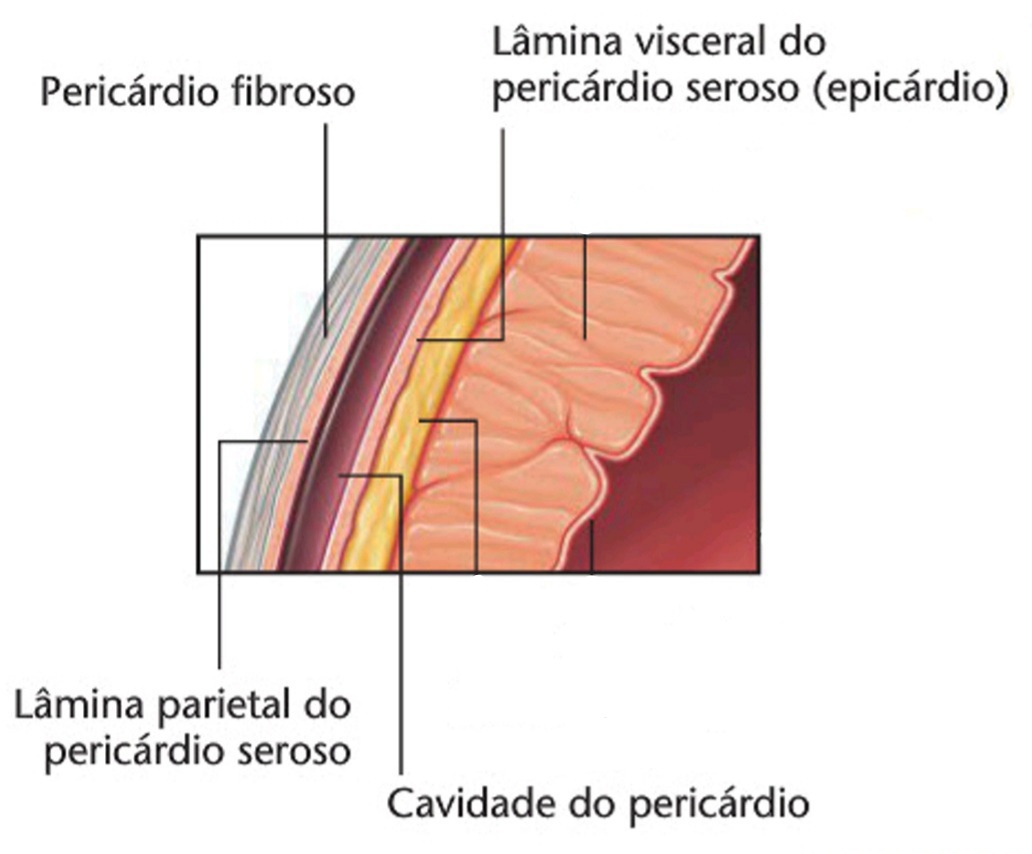 Lâmina visceral do
pericárdio seroso (epicárdio)
Pericárdio fibroso
Lâmina parietal do
pericárdio seroso
Cavidade do pericárdio